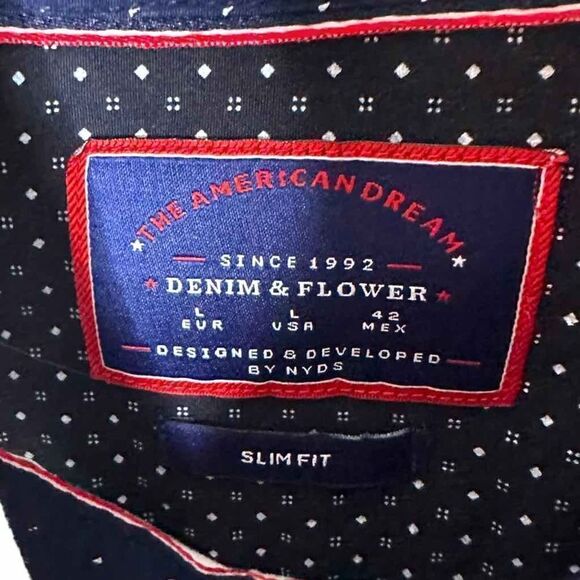 THE AMERICAN DREAM
SINCE 1992
DENIM & FLOWER
L L 42
EUR USA MEX
DESIGNED & DEVELOPED
BY NYDS
SLIM FIT